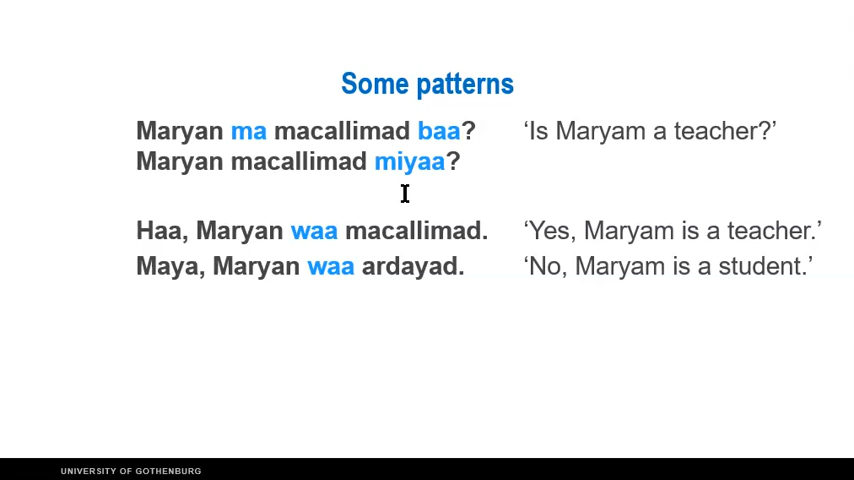 Some patterns
Maryan ma macallimad baa? ‘Is Maryam a teacher?’
Maryan macallimad miyaa?
Haa, Maryan waa macallimad. ‘Yes, Maryam is a teacher.’
Maya, Maryan waa ardayad. ‘No, Maryam is a student.’
UNIVERSITY OF GOTHENBURG